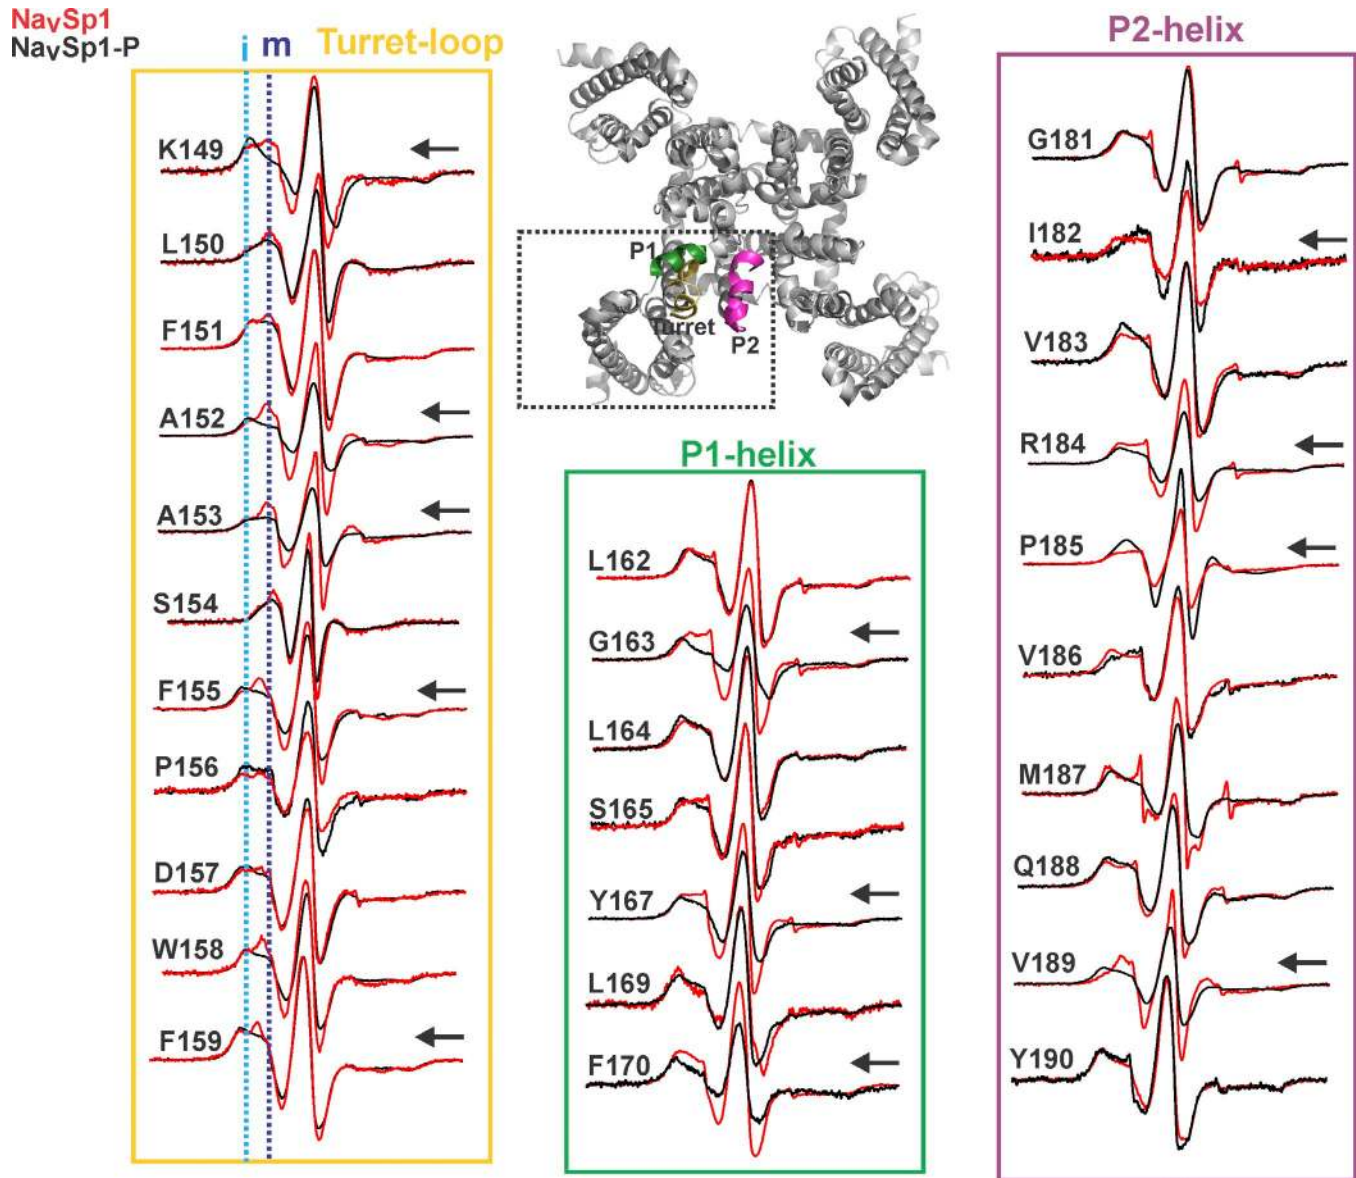 NavSp1
NavSp1-P
i m
Turret-loop
K149
L150
F151
A152
A153
S154
F155
P156
D157
W158
F159
P1
Turret
P2
P1-helix
L162
G163
L164
S165
Y167
L169
F170
P2-helix
G181
I182
V183
R184
P185
V186
M187
Q188
V189
Y190